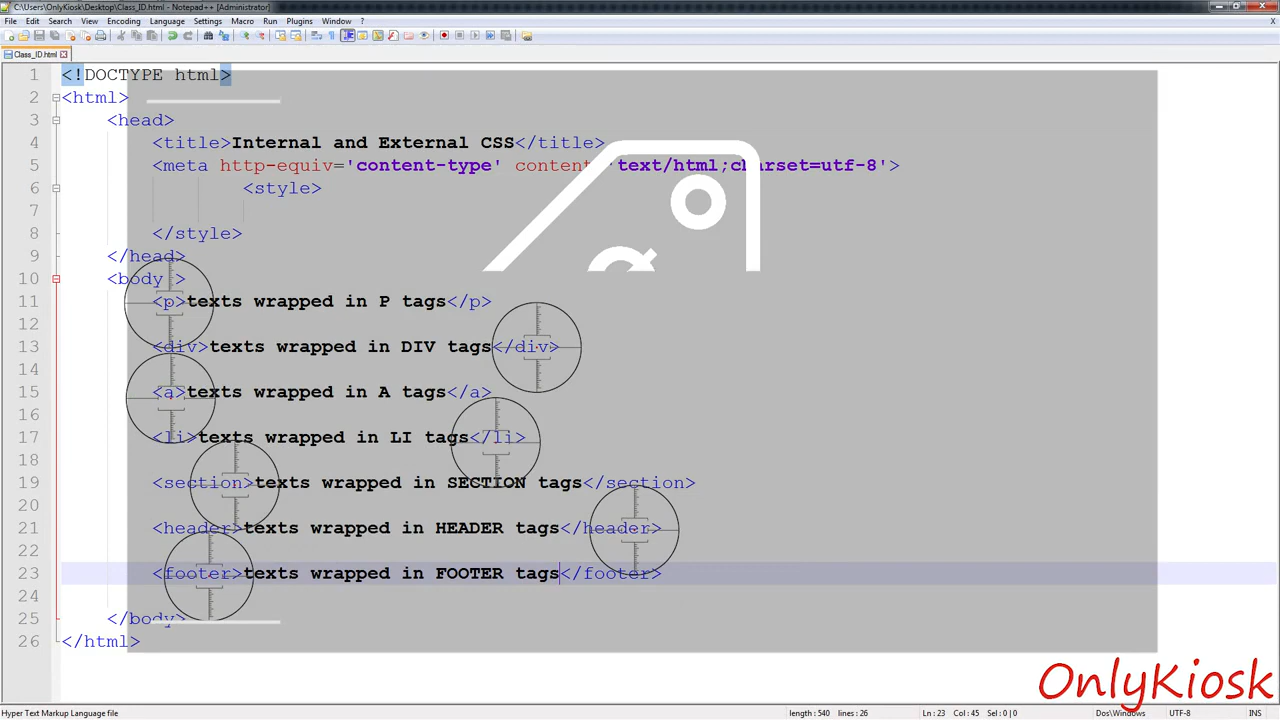 C:\Users\OnlyKiosk\Desktop\Class_ID.html - Notepad++ [Administrator]
File Edit Search View Encoding Language Settings Macro Run Plugins Window ?
X
Class_ID.html
1 <!DOCTYPE html>
2 <html>
3 <head>
4 <title>Internal and External CSS</title>
5 <meta http-equiv='content-type' content 'text/html;charset=utf-8'>
6 <style>
7
8 </style>
9 </head>
10 <body >
11 <p>texts wrapped in P tags</p>
12
13 <div>texts wrapped in DIV tags</div>
14
15 <a>texts wrapped in A tags</a>
16
17 <li>texts wrapped in LI tags</li>
18
19 <section>texts wrapped in SECTION tags</section>
20
21 <header>texts wrapped in HEADER tags</header>
22
23 <footer>texts wrapped in FOOTER tags</footer>
24
25 </body>
26 </html>
OnlyKiosk
Hyper Text Markup Language file length : 540 lines : 26 Ln : 23 Col : 45 Sel : 0 | 0 Dos\Windows UTF-8 INS